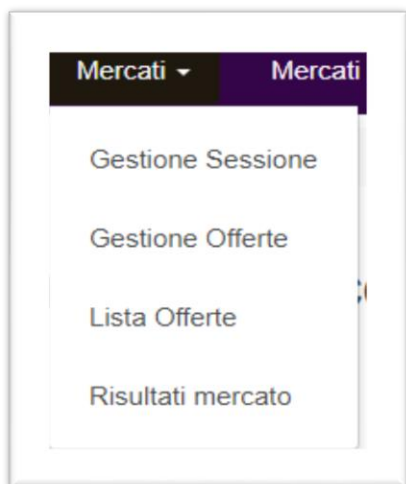 Mercati Mercati
Gestione Sessione
Gestione Offerte
Lista Offerte
Risultati mercato